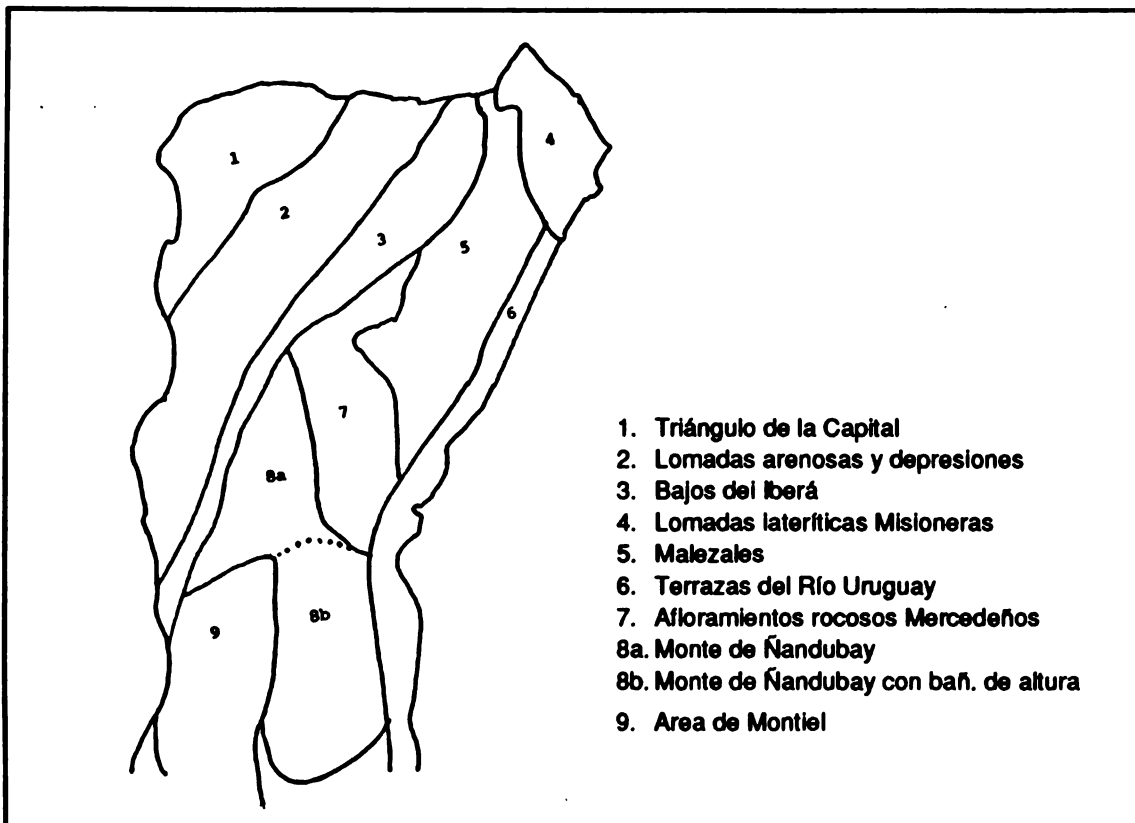 1
2
3
4
5
6
7
8a
8b
9
1. Triángulo de la Capital
2. Lomadas arenosas y depresiones
3. Bajos del Iberá
4. Lomadas lateríticas Misioneras
5. Malezales
6. Terrazas del Río Uruguay
7. Afloramientos rocosos Mercedeños
8a. Monte de Ñandubay
8b. Monte de Ñandubay con bañ. de altura
9. Area de Montiel